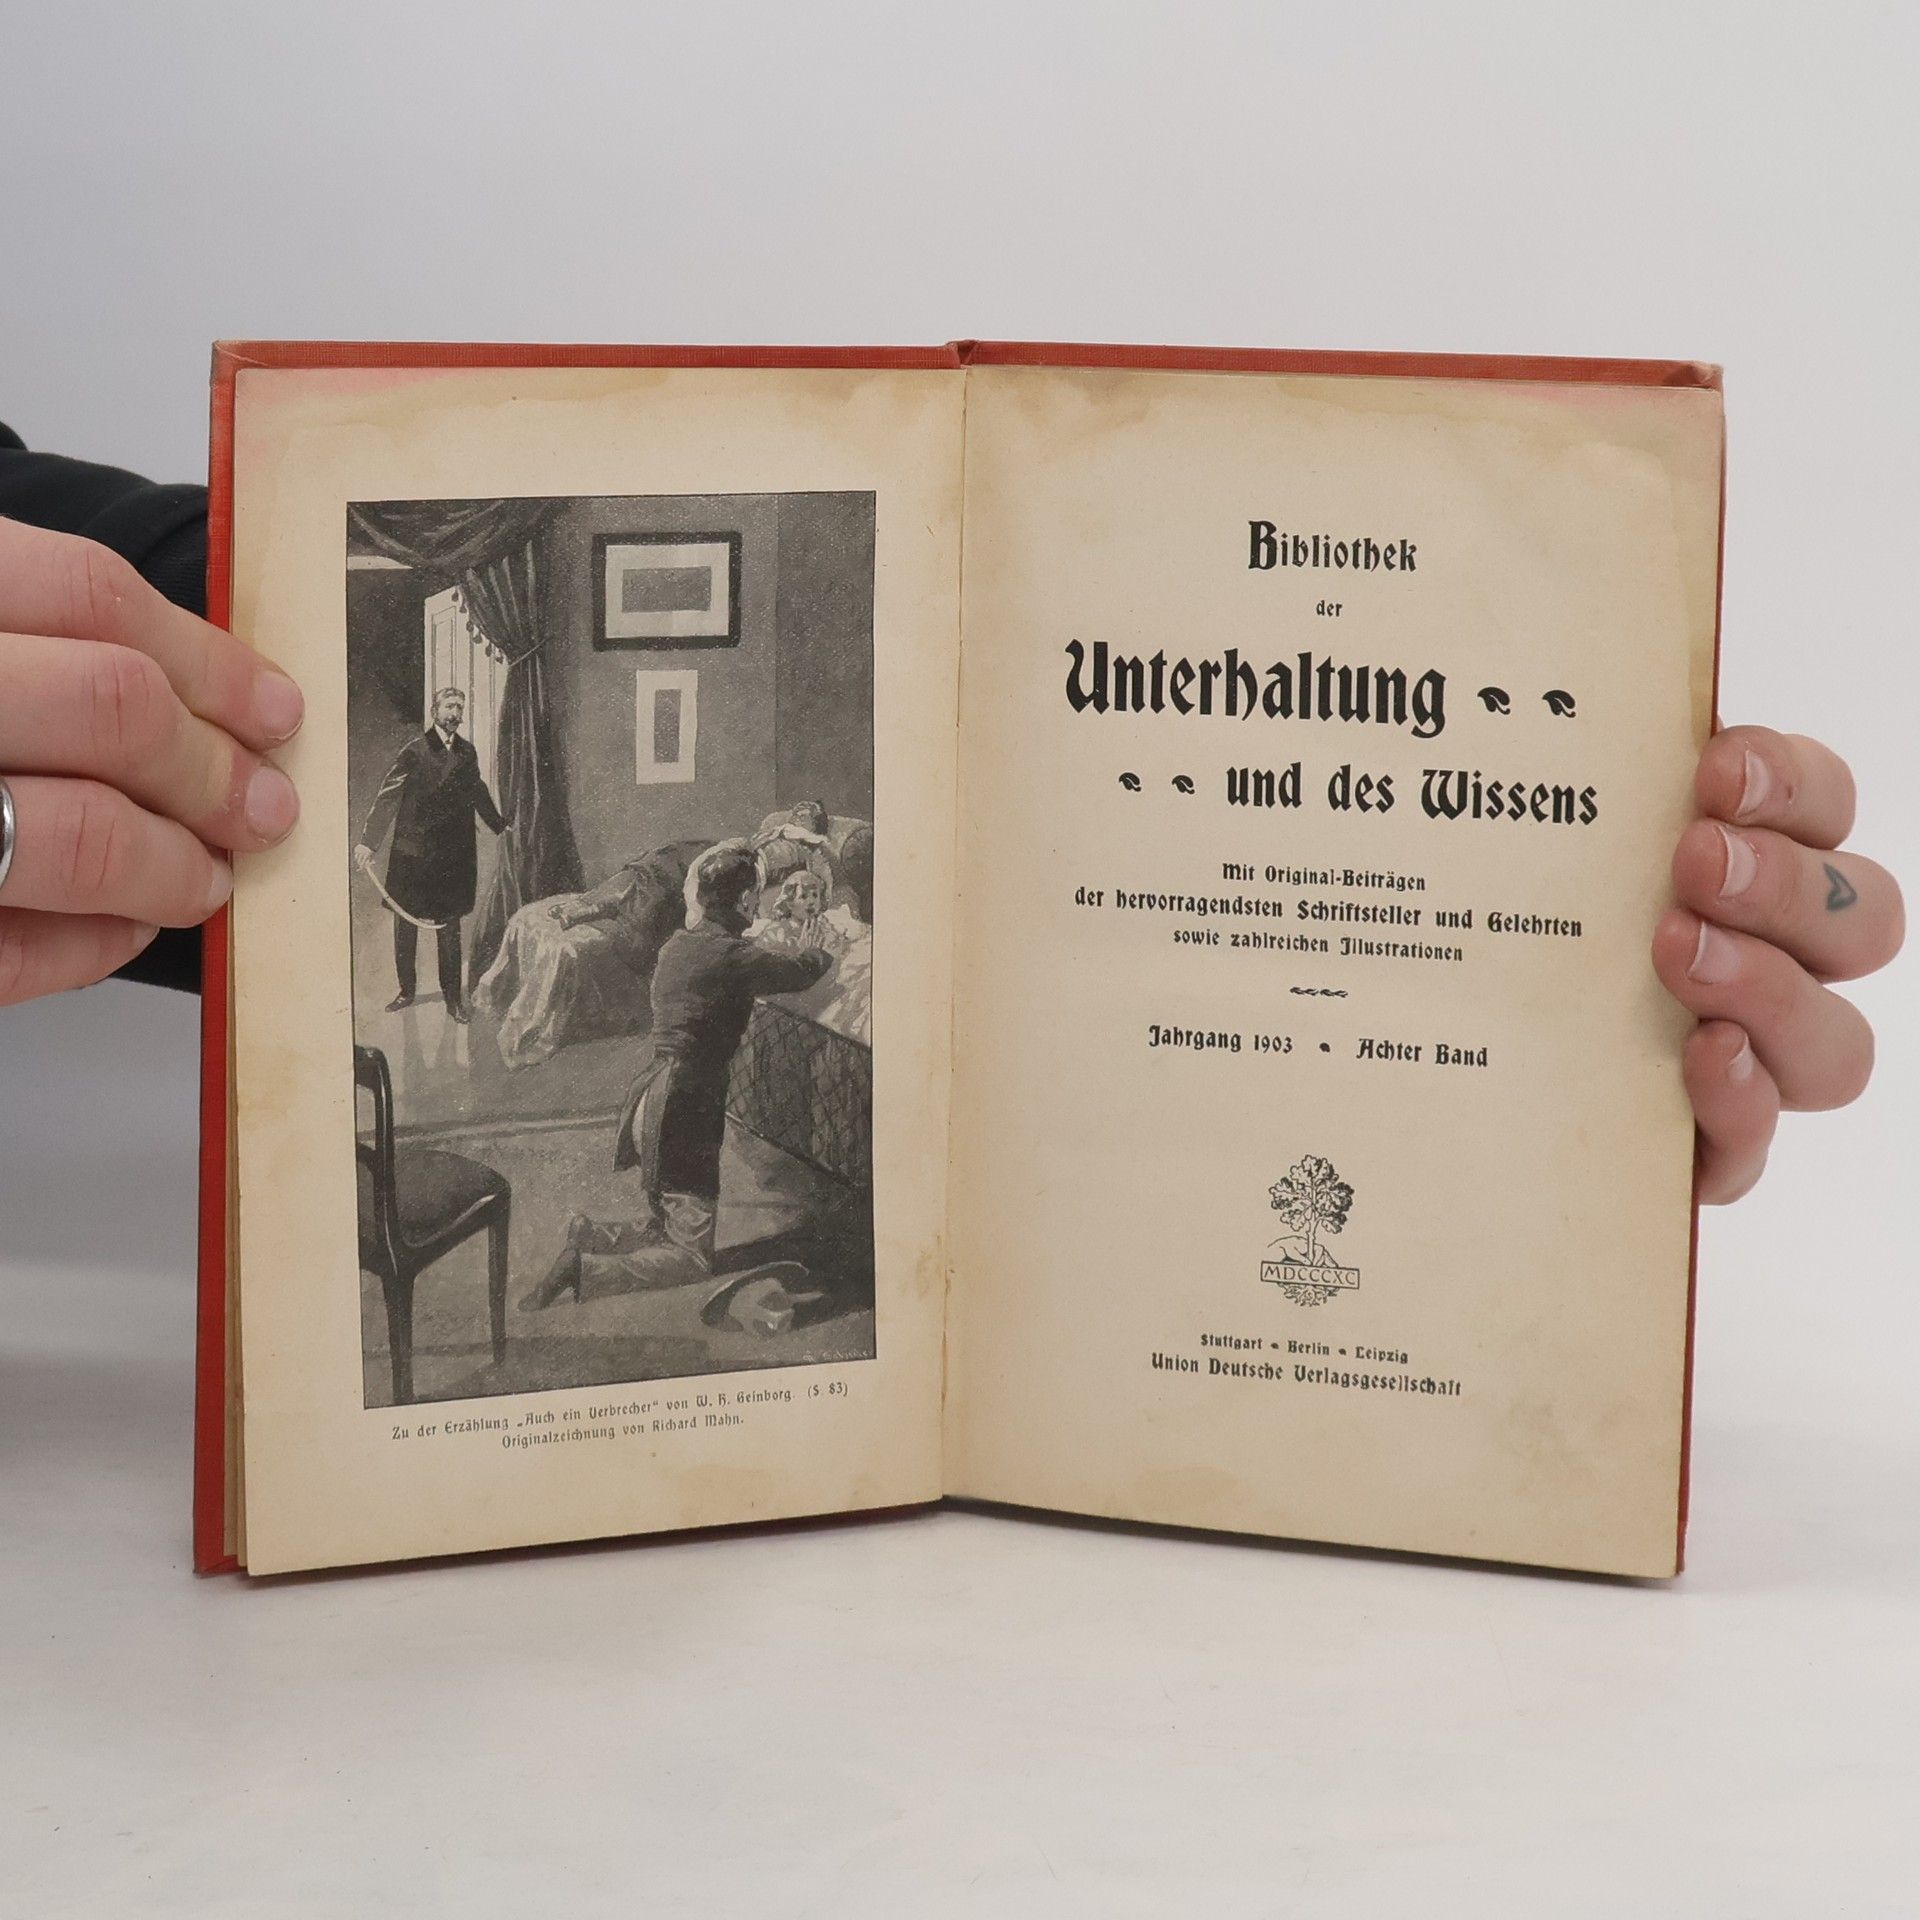 Zu der Erzählung „Auch ein Verbrecher“ von W. H. Geinborg. (S. 83)
Originalzeichnung von Richard Mahn.
Bibliothek
der
Unterhaltung
und des Wissens
Mit Original-Beiträgen
der hervorragendsten Schriftsteller und Gelehrten
sowie zahlreichen Illustrationen
Jahrgang 1903 • Achter Band
MDCCCXC
Stuttgart • Berlin • Leipzig
Union Deutsche Verlagsgesellschaft